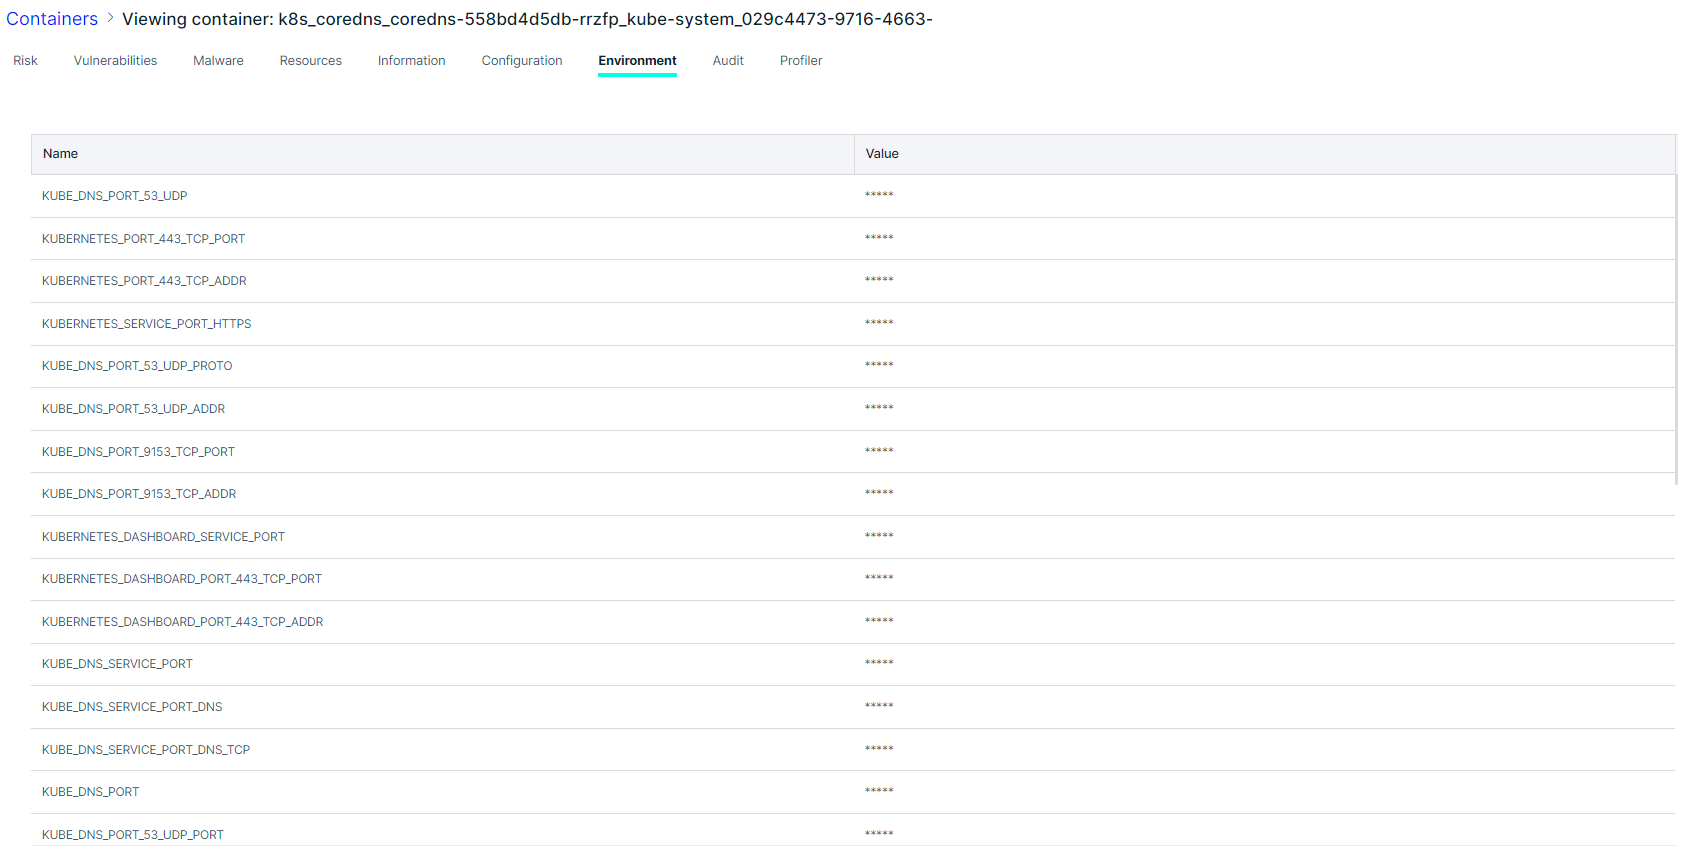 Containers > Viewing container: k8s_coredns_coredns-558bd4d5db-rrzfp_kube-system_029c4473-9716-4663-
Risk Vulnerabilities Malware Resources Information Configuration Environment Audit Profiler
Name Value
KUBE_DNS_PORT_53_UDP *****
KUBERNETES_PORT_443_TCP_PORT *****
KUBERNETES_PORT_443_TCP_ADDR *****
KUBERNETES_SERVICE_PORT_HTTPS *****
KUBE_DNS_PORT_53_UDP_PROTO *****
KUBE_DNS_PORT_53_UDP_ADDR *****
KUBE_DNS_PORT_9153_TCP_PORT *****
KUBE_DNS_PORT_9153_TCP_ADDR *****
KUBERNETES_DASHBOARD_SERVICE_PORT *****
KUBERNETES_DASHBOARD_PORT_443_TCP_PORT *****
KUBERNETES_DASHBOARD_PORT_443_TCP_ADDR *****
KUBE_DNS_SERVICE_PORT *****
KUBE_DNS_SERVICE_PORT_DNS *****
KUBE_DNS_SERVICE_PORT_DNS_TCP *****
KUBE_DNS_PORT *****
KUBE_DNS_PORT_53_UDP_PORT *****